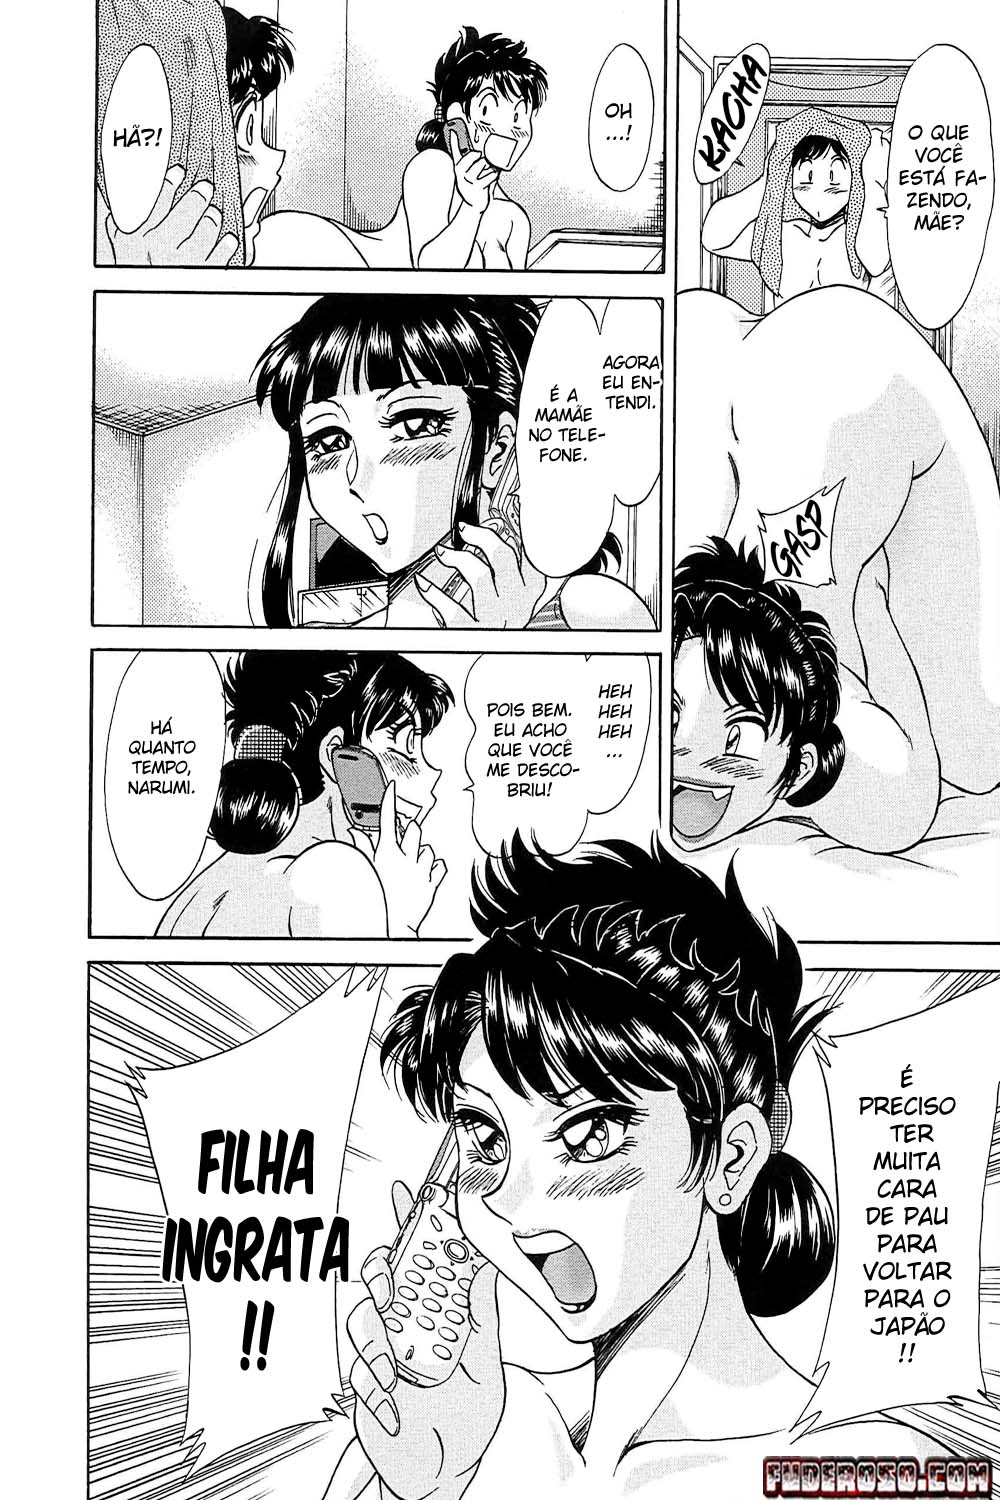 KACHA
O QUE
VOCÊ
ESTÁ FA-
ZENDO,
MÃE?
GASP
OH
...!
HÃ?!
AGORA
EU EN-
TENDI.
É A
MAMÃE
NO TELE-
FONE.
HEH
HEH
HEH
...
POIS BEM.
EU ACHO
QUE VOCÊ
ME DESCO-
BRIU!
HÁ
QUANTO
TEMPO,
NARUMI.
É
PRECISO
TER
MUITA
CARA
DE PAU
PARA
VOLTAR
PARA O
JAPÃO
!!
FILHA
INGRATA
!!
FUDEROSO.COM